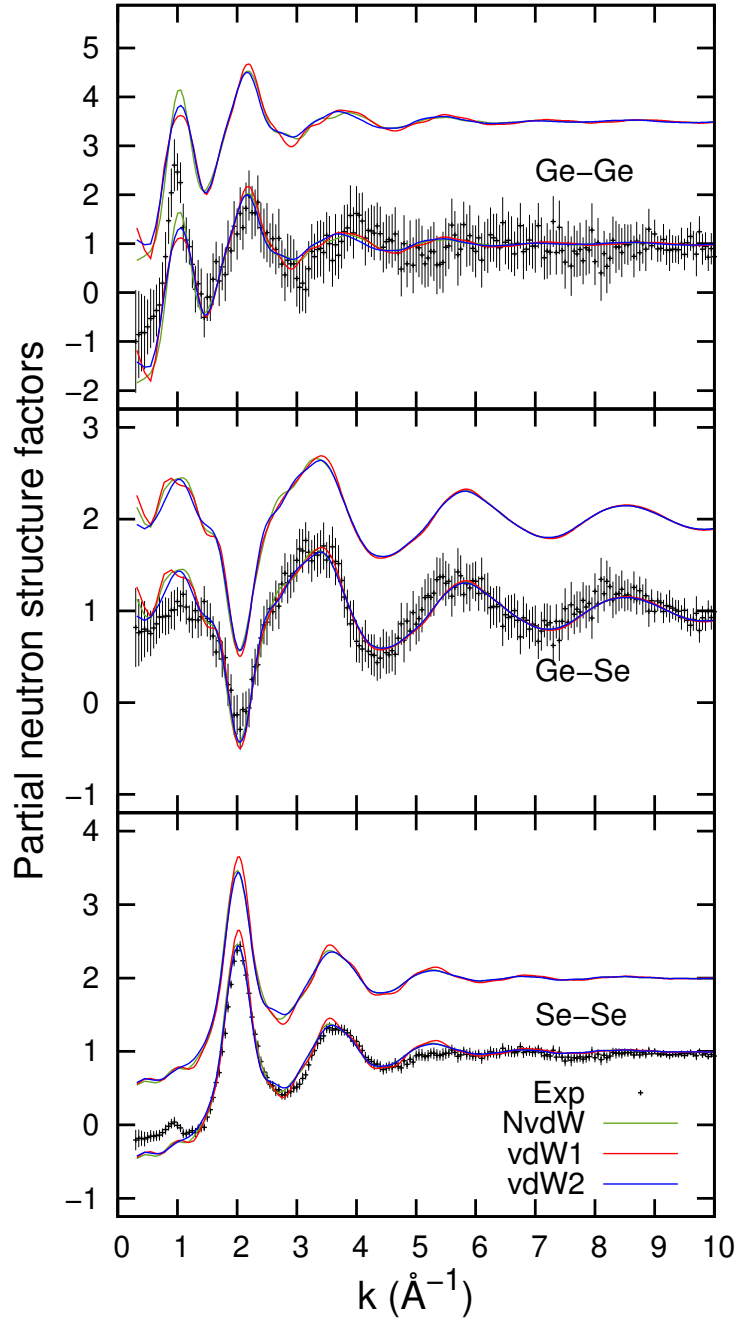 Partial neutron structure factors
5
4
3
2
1
0
−1
−2
Ge−Ge
3
2
1
0
−1
Ge−Se
4
3
2
1
0
−1
Se−Se
Exp
NvdW
vdW1
vdW2
0 1 2 3 4 5 6 7 8 9 10
k (Å⁻¹)